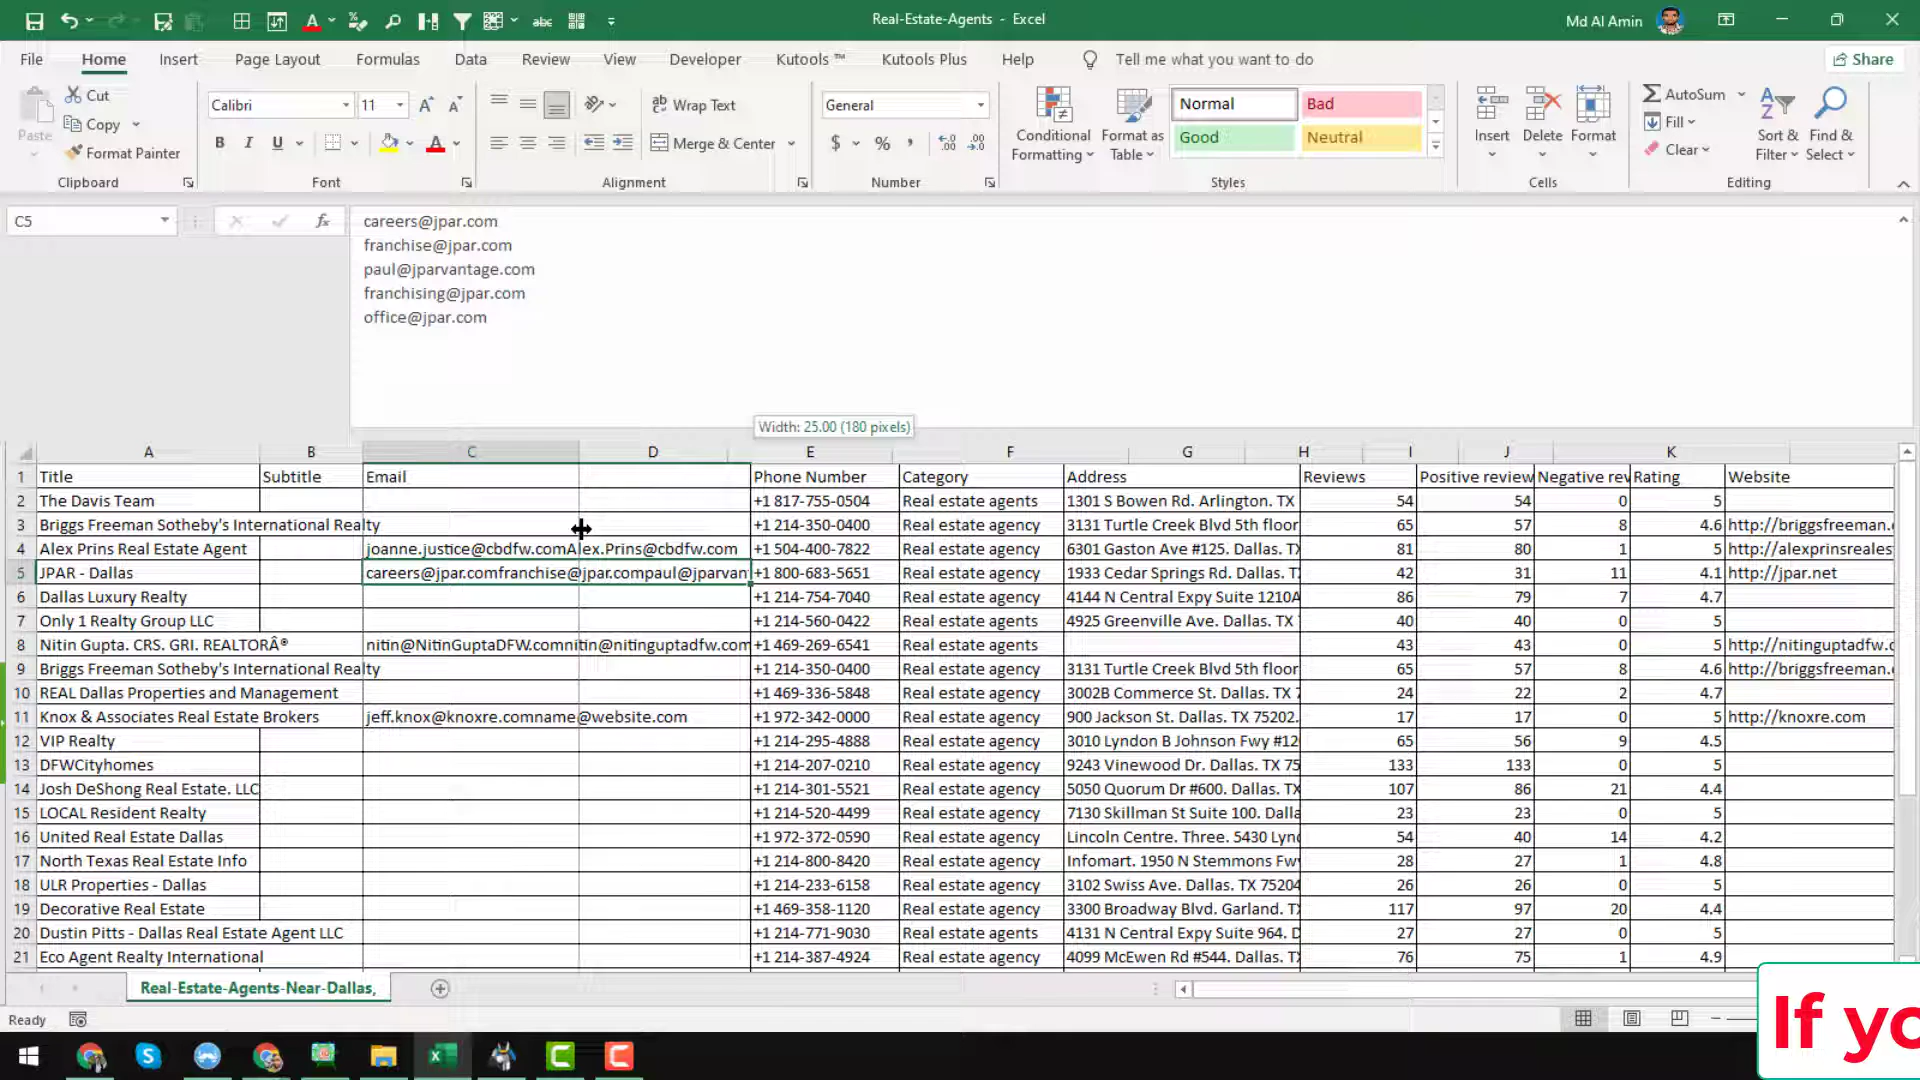 Real-Estate-Agents - Excel
Md Al Amin
File Home Insert Page Layout Formulas Data Review View Developer Kutools ™ Kutools Plus Help Tell me what you want to do
Share
Paste
Cut
Copy
Format Painter
Clipboard
Calibri 11
B I U
Font
Wrap Text
Merge & Center
Alignment
General
$ %
Number
Conditional Formatting
Format as Table
Normal Bad
Good Neutral
Styles
Insert Delete Format
Cells
AutoSum
Fill
Clear
Sort & Filter
Find & Select
Editing
C5
fx
careers@jpar.com
franchise@jpar.com
paul@jparvantage.com
franchising@jpar.com
office@jpar.com
Width: 25.00 (180 pixels)
A B C D E F G H I J K
1 Title Subtitle Email Phone Number Category Address Reviews Positive review Negative rev Rating Website
2 The Davis Team +1 817-755-0504 Real estate agents 1301 S Bowen Rd. Arlington. TX 54 54 0 5
3 Briggs Freeman Sotheby's International Realty +1 214-350-0400 Real estate agency 3131 Turtle Creek Blvd 5th floor 65 57 8 4.6 http://briggsfreeman.
4 Alex Prins Real Estate Agent joanne.justice@cbdfw.comAlex.Prins@cbdfw.com +1 504-400-7822 Real estate agency 6301 Gaston Ave #125. Dallas. TX 81 80 1 5 http://alexprinsreales
5 JPAR - Dallas careers@jpar.comfranchise@jpar.compaul@jparvan +1 800-683-5651 Real estate agency 1933 Cedar Springs Rd. Dallas. T 42 31 11 4.1 http://jpar.net
6 Dallas Luxury Realty +1 214-754-7040 Real estate agency 4144 N Central Expy Suite 1210A 86 79 7 4.7
7 Only 1 Realty Group LLC +1 214-560-0422 Real estate agents 4925 Greenville Ave. Dallas. TX 40 40 0 5
8 Nitin Gupta. CRS. GRI. REALTORÂ® nitin@NitinGuptaDFW.comnitin@nitinguptadfw.com +1 469-269-6541 Real estate agents 43 43 0 5 http://nitinguptadfw.c
9 Briggs Freeman Sotheby's International Realty +1 214-350-0400 Real estate agency 3131 Turtle Creek Blvd 5th floor 65 57 8 4.6 http://briggsfreeman.
10 REAL Dallas Properties and Management +1 469-336-5848 Real estate agency 3002B Commerce St. Dallas. TX 7 24 22 2 4.7
11 Knox & Associates Real Estate Brokers jeff.knox@knoxre.comname@website.com +1 972-342-0000 Real estate agency 900 Jackson St. Dallas. TX 75202. 17 17 0 5 http://knoxre.com
12 VIP Realty +1 214-295-4888 Real estate agency 3010 Lyndon B Johnson Fwy #12 65 56 9 4.5
13 DFWCityhomes +1 214-207-0210 Real estate agency 9243 Vinewood Dr. Dallas. TX 75 133 133 0 5
14 Josh DeShong Real Estate. LLC +1 214-301-5521 Real estate agency 5050 Quorum Dr #600. Dallas. TX 107 86 21 4.4
15 LOCAL Resident Realty +1 214-520-4499 Real estate agency 7130 Skillman St Suite 100. Dalla 23 23 0 5
16 United Real Estate Dallas +1 972-372-0590 Real estate agency Lincoln Centre. Three. 5430 Lync 54 40 14 4.2
17 North Texas Real Estate Info +1 214-800-8420 Real estate agency Infomart. 1950 N Stemmons Fw 28 27 1 4.8
18 ULR Properties - Dallas +1 214-233-6158 Real estate agency 3102 Swiss Ave. Dallas. TX 75204 26 26 0 5
19 Decorative Real Estate +1 469-358-1120 Real estate agency 3300 Broadway Blvd. Garland. T 117 97 20 4.4
20 Dustin Pitts - Dallas Real Estate Agent LLC +1 214-771-9030 Real estate agents 4131 N Central Expy Suite 964. D 27 27 0 5
21 Eco Agent Realty International +1 214-387-4924 Real estate agency 4099 McEwen Rd #544. Dallas. T 76 75 1 4.9
Real-Estate-Agents-Near-Dallas,
Ready
If yo